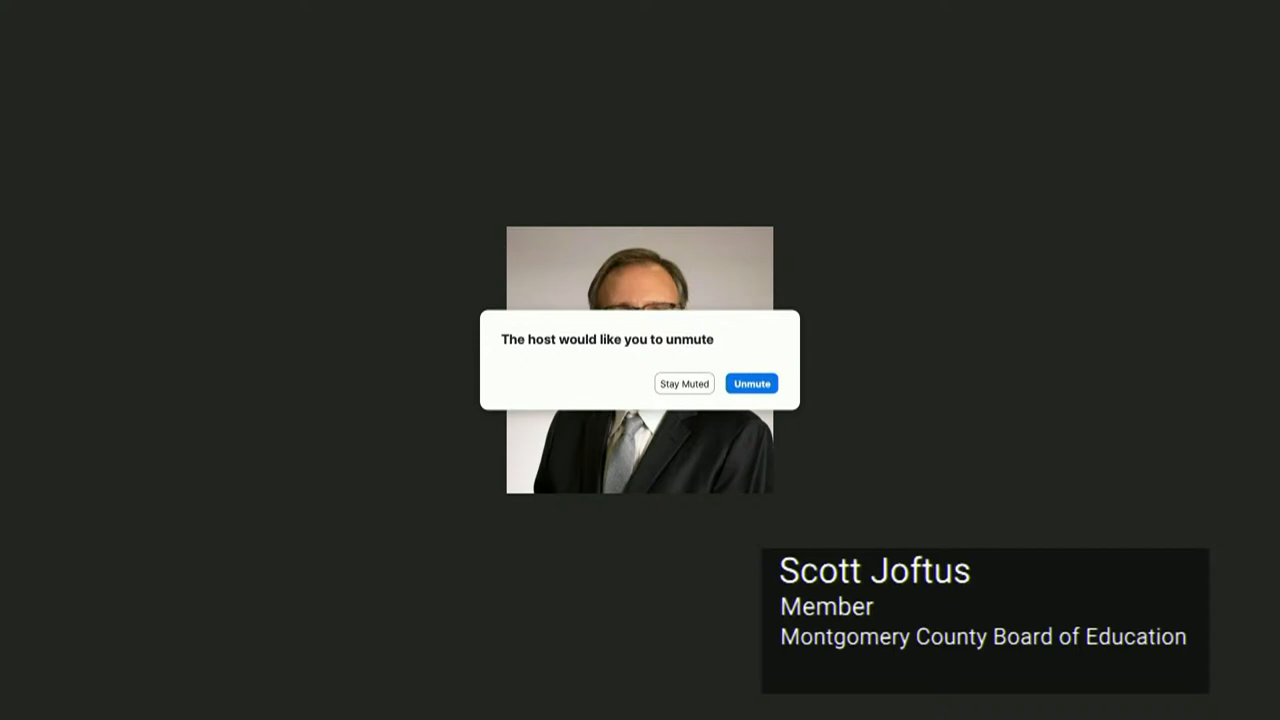 The host would like you to unmute
Stay Muted
Unmute
Scott Joftus
Member
Montgomery County Board of Education